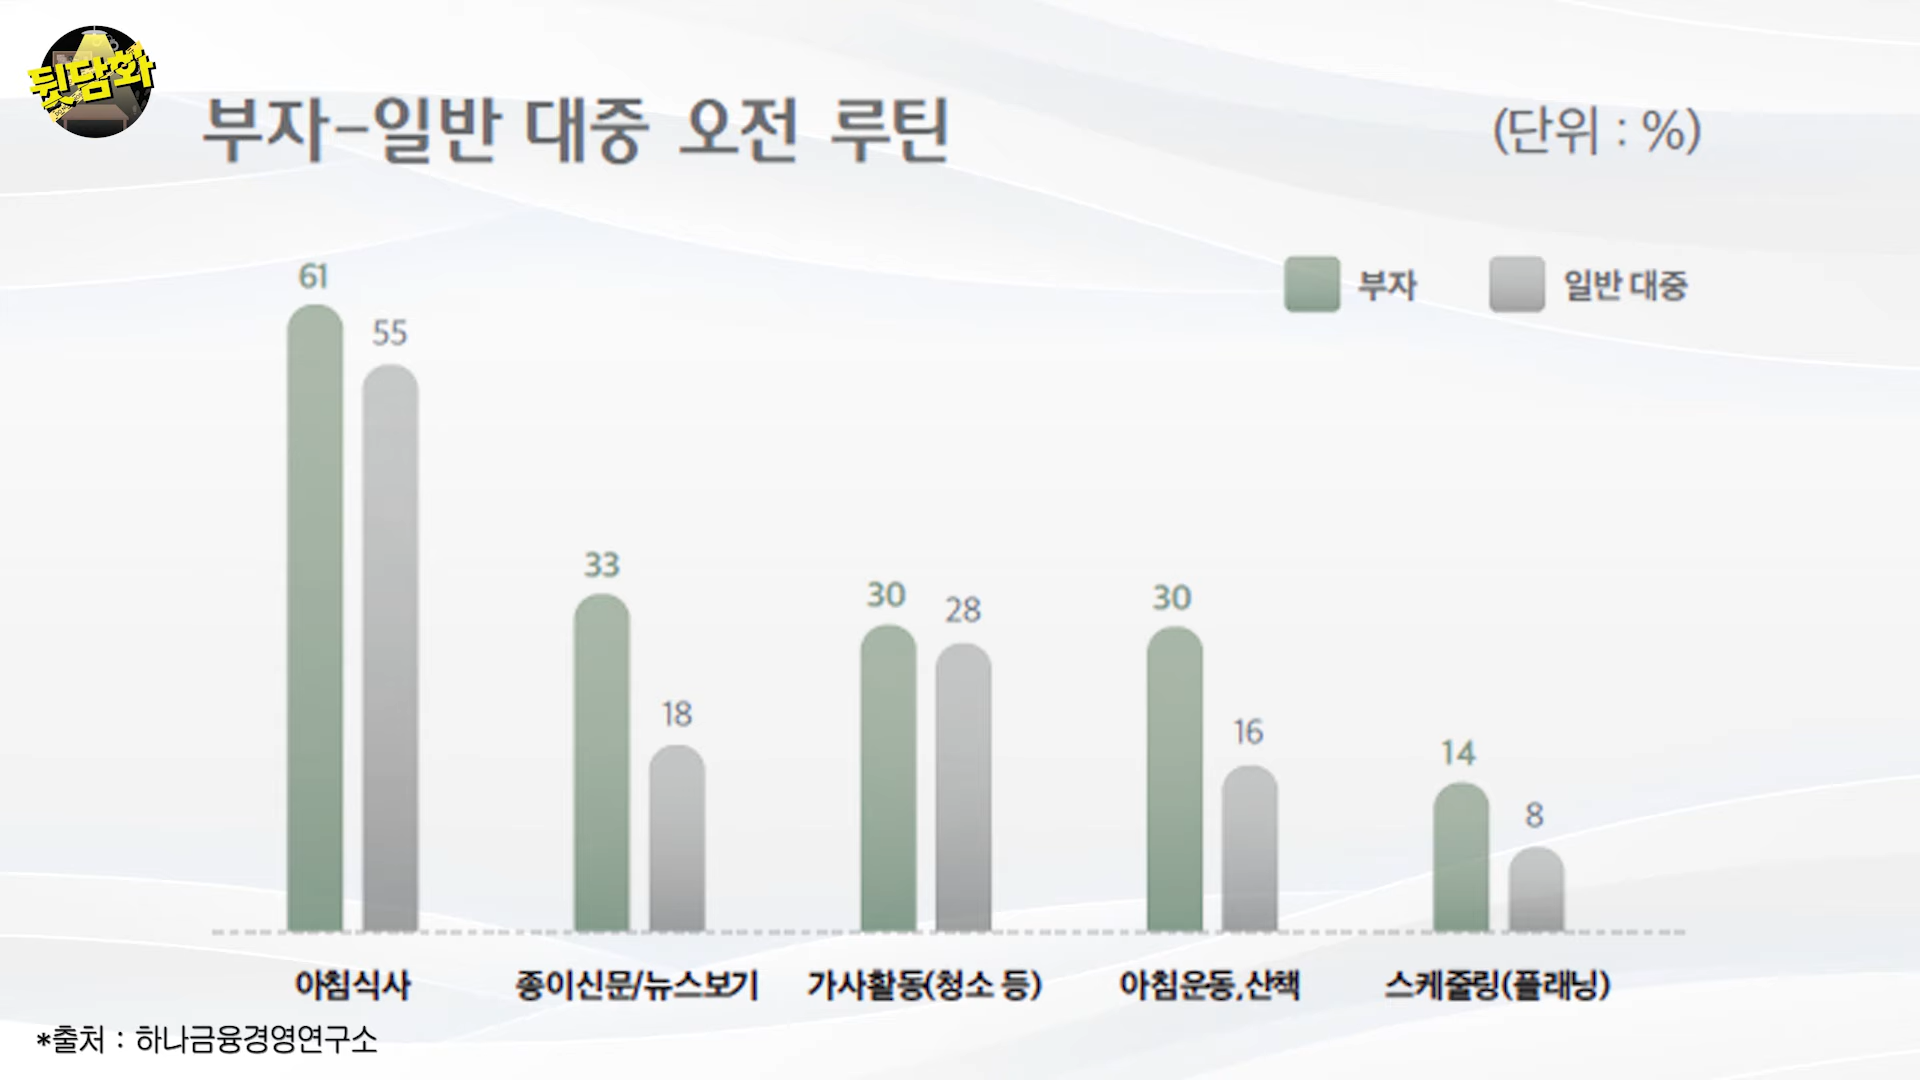 뒷담화
부자-일반 대중 오전 루틴
(단위 : %)
부자
일반 대중
61
55
33
18
30
28
30
16
14
8
아침식사
종이신문/뉴스보기
가사활동(청소 등)
아침운동,산책
스케줄링(플래닝)
*출처 : 하나금융경영연구소